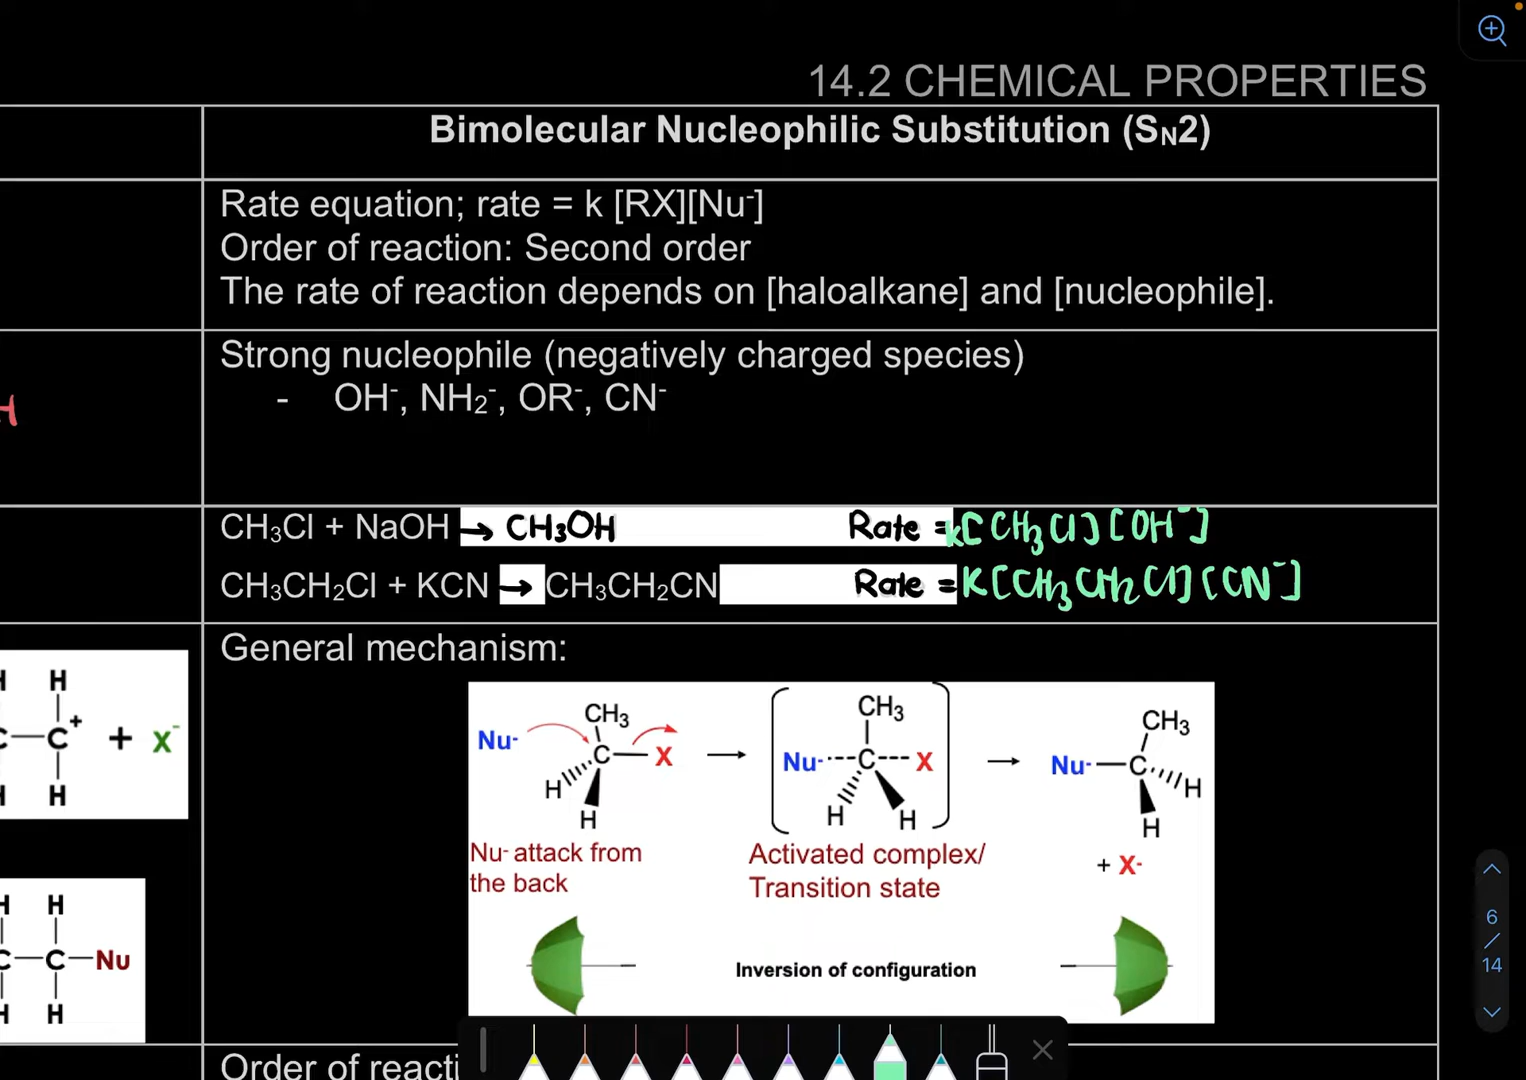 14.2 CHEMICAL PROPERTIES
Bimolecular Nucleophilic Substitution (SN2)
Rate equation; rate = k [RX][Nu⁻]
Order of reaction: Second order
The rate of reaction depends on [haloalkane] and [nucleophile].
Strong nucleophile (negatively charged species)
- OH⁻, NH₂⁻, OR⁻, CN⁻
H
CH₃Cl + NaOH → CH₃OH Rate = k[CH₃Cl][OH⁻]
CH₃CH₂Cl + KCN → CH₃CH₂CN Rate = K[CH₃CH₂Cl][CN⁻]
General mechanism:
H H
C—C⁺ + X⁻
H H
CH₃
Nu⁻ C—X
H
H
CH₃
Nu⁻---C---X
H H
CH₃
Nu⁻—C
H
H
+ X⁻
Nu⁻ attack from
the back
Activated complex/
Transition state
Inversion of configuration
H H
C—C—Nu
H H
6
/
14
Order of reacti